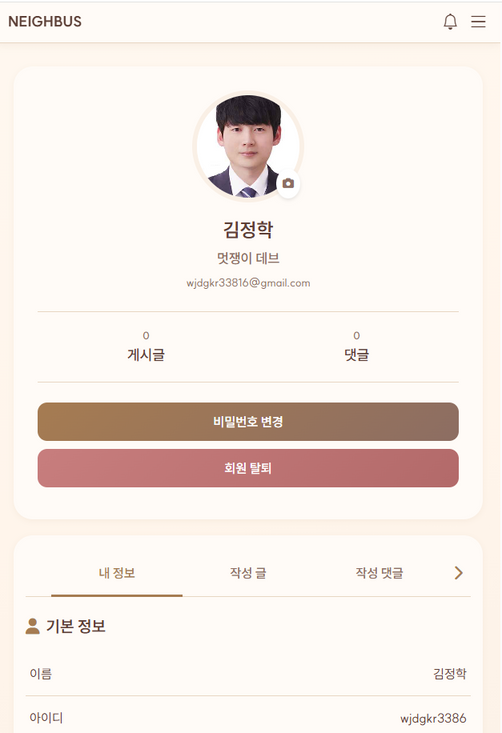 NEIGHBUS
김정학
멋쟁이 데브
wjdgkr33816@gmail.com
0
게시글
0
댓글
비밀번호 변경
회원 탈퇴
내 정보
작성 글
작성 댓글
기본 정보
이름
김정학
아이디
wjdgkr3386